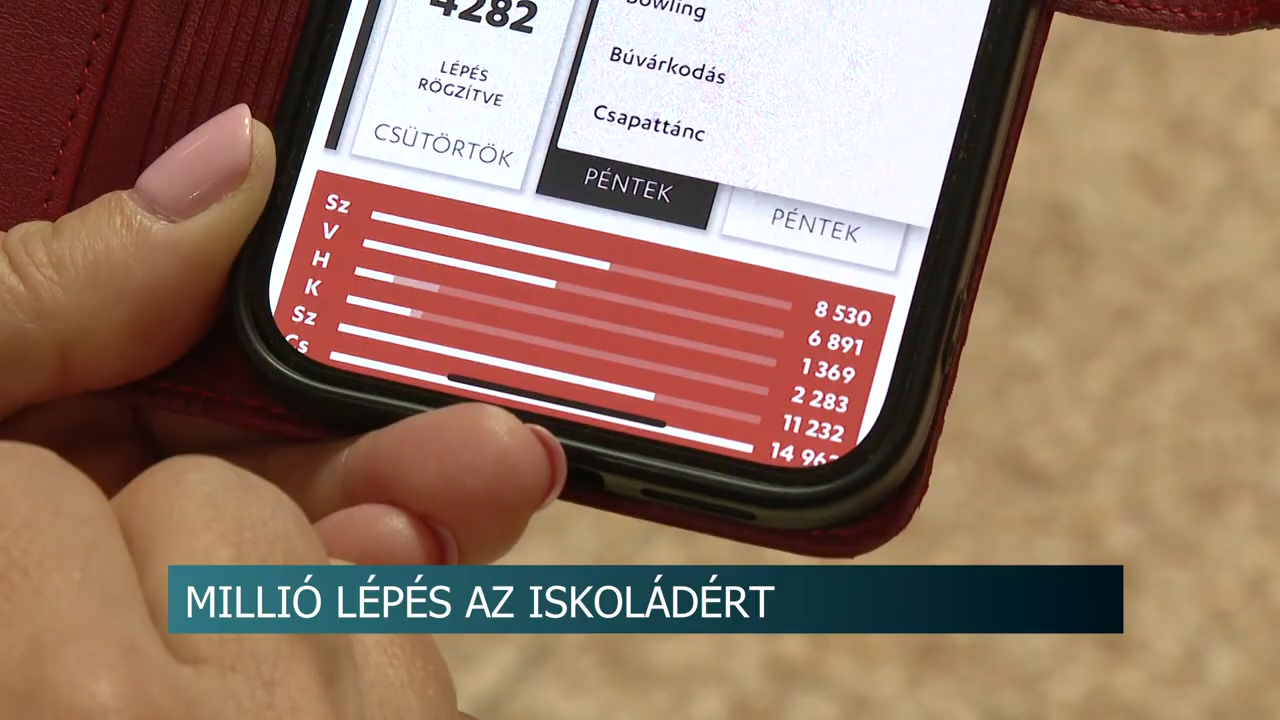 4282
LÉPÉS
RÖGZÍTVE
CSÜTÖRTÖK
Bowling
Búvárkodás
Csapattánc
PÉNTEK
PÉNTEK
Sz 8 530
V 6 891
H 1 369
K 2 283
Sz 11 232
Cs
MILLIÓ LÉPÉS AZ ISKOLÁDÉRT